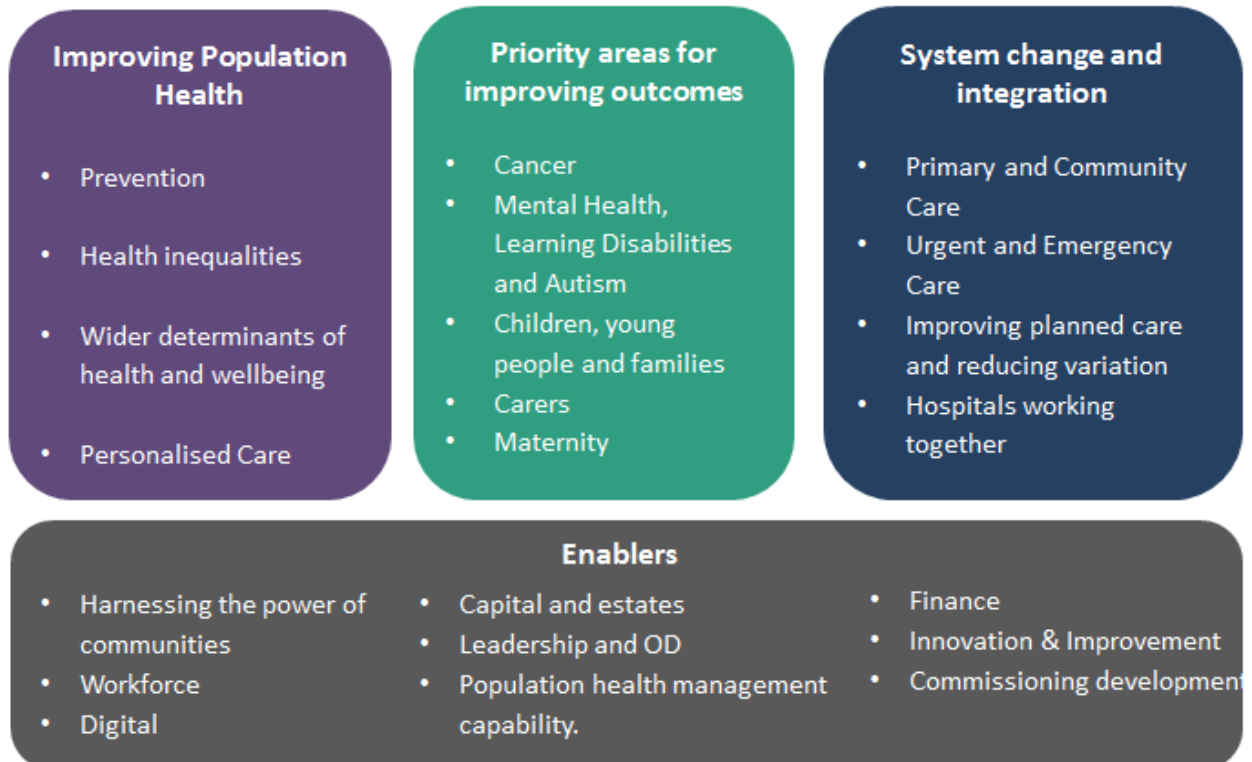 Improving Population
Health
• Prevention
• Health inequalities
• Wider determinants of
health and wellbeing
• Personalised Care
Priority areas for
improving outcomes
• Cancer
• Mental Health,
Learning Disabilities
and Autism
• Children, young
people and families
• Carers
• Maternity
System change and
integration
• Primary and Community
Care
• Urgent and Emergency
Care
• Improving planned care
and reducing variation
• Hospitals working
together
Enablers
• Harnessing the power of
communities
• Workforce
• Digital
• Capital and estates
• Leadership and OD
• Population health management
capability.
• Finance
• Innovation & Improvement
• Commissioning development